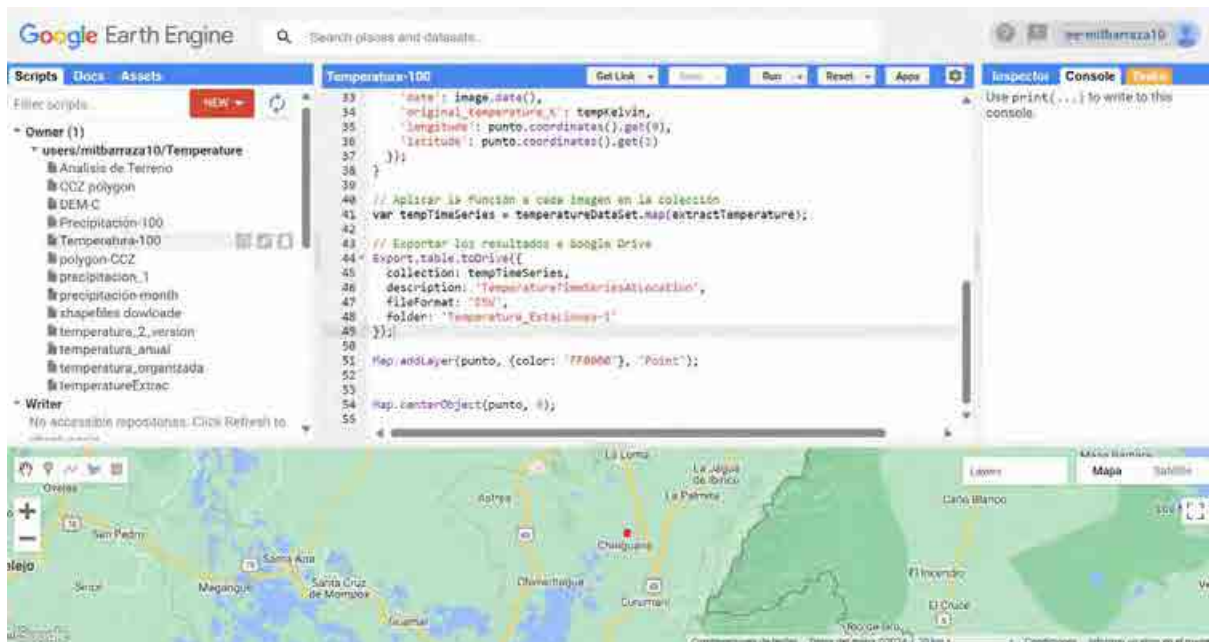 Google Earth Engine
Search places and datasets...
ee-mitbarraza10
Scripts Docs Assets
Filter scripts...
NEW
Owner (1)
users/mitbarraza10/Temperature
Analisis de Terreno
CCZ polygon
DEM-C
Precipitación-100
Temperatura-100
polygon-CCZ
precipitacion_1
precipitación-month
shapefiles dowloade
temperatura_2_version
temperatura_anual
temperatura_organizada
temperatureExtrac
Writer
No accessible repositories. Click Refresh to
Temperatura-100
Get Link Run Reset Apps
33 'date': image.date(),
34 'original_temperature_K': tempKelvin,
35 'longitude': punto.coordinates().get(0),
36 'latitude': punto.coordinates().get(1)
37 });
38 }
39
40 // Aplicar la función a cada imagen en la colección
41 var tempTimeSeries = temperatureDataSet.map(extractTemperature);
42
43 // Exportar los resultados a Google Drive
44 Export.table.toDrive({
45 collection: tempTimeSeries,
46 description: 'TemperatureTimeSeriesAtLocation',
47 fileFormat: 'CSV',
48 folder: 'Temperatura_Estaciones-1'
49 });
50
51 Map.addLayer(punto, {color: 'FF0000'}, 'Point');
52
53
54 Map.centerObject(punto, 9);
55
Inspector Console Tasks
Use print(...) to write to this
console.
Layers
Mapa Satélite
Ovejas
San Pedro
Sincé
Magangué
Santa Ana
Santa Cruz
de Mompox
Guamal
Astrea
Chimichagua
La Loma
La Jagua
de Ibirico
La Palmita
Chiriguaná
Curumaní
Caño Blanco
El Incendio
El Cruce